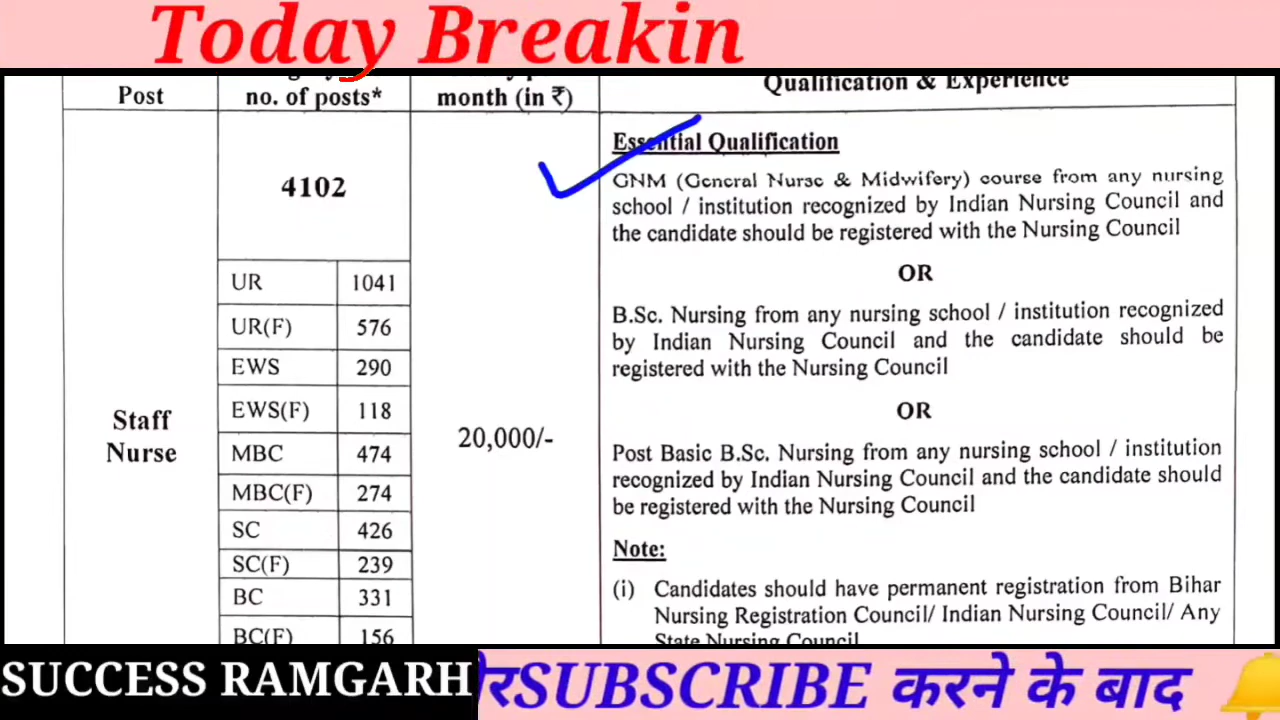 Today Breakin
Post
no. of posts*
month (in ₹)
Qualification & Experience
4102
Essential Qualification
GNM (General Nurse & Midwifery) course from any nursing
school / institution recognized by Indian Nursing Council and
the candidate should be registered with the Nursing Council
OR
B.Sc. Nursing from any nursing school / institution recognized
by Indian Nursing Council and the candidate should be
registered with the Nursing Council
OR
Post Basic B.Sc. Nursing from any nursing school / institution
recognized by Indian Nursing Council and the candidate should
be registered with the Nursing Council
Note:
(i) Candidates should have permanent registration from Bihar
Nursing Registration Council/ Indian Nursing Council/ Any
State Nursing Council
UR 1041
UR(F) 576
EWS 290
EWS(F) 118
MBC 474
MBC(F) 274
SC 426
SC(F) 239
BC 331
BC(F) 156
Staff
Nurse
20,000/-
SUCCESS RAMGARH
SUBSCRIBE करने के बाद